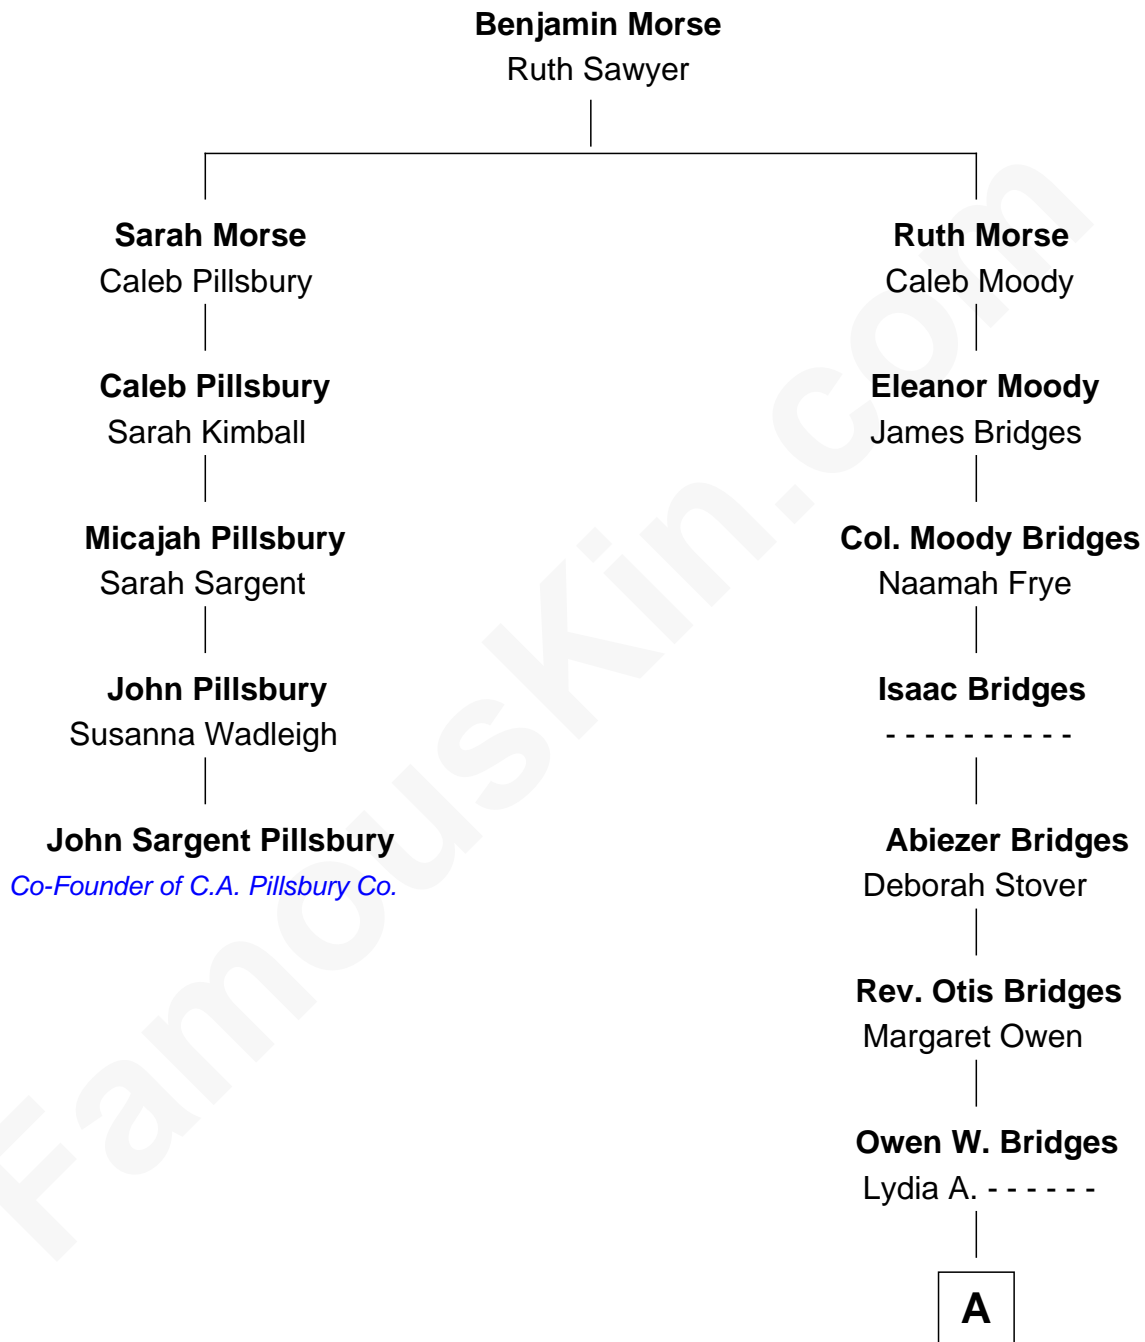 Benjamin Morse
Ruth Sawyer
Sarah Morse
Caleb Pillsbury
Ruth Morse
Caleb Moody
Caleb Pillsbury
Sarah Kimball
Eleanor Moody
James Bridges
Micajah Pillsbury
Sarah Sargent
Col. Moody Bridges
Naamah Frye
John Pillsbury
Susanna Wadleigh
Isaac Bridges
- - - - - - - - - -
John Sargent Pillsbury
Co-Founder of C.A. Pillsbury Co.
Abiezer Bridges
Deborah Stover
Rev. Otis Bridges
Margaret Owen
Owen W. Bridges
Lydia A. - - - - - -
A
FamousKin.com